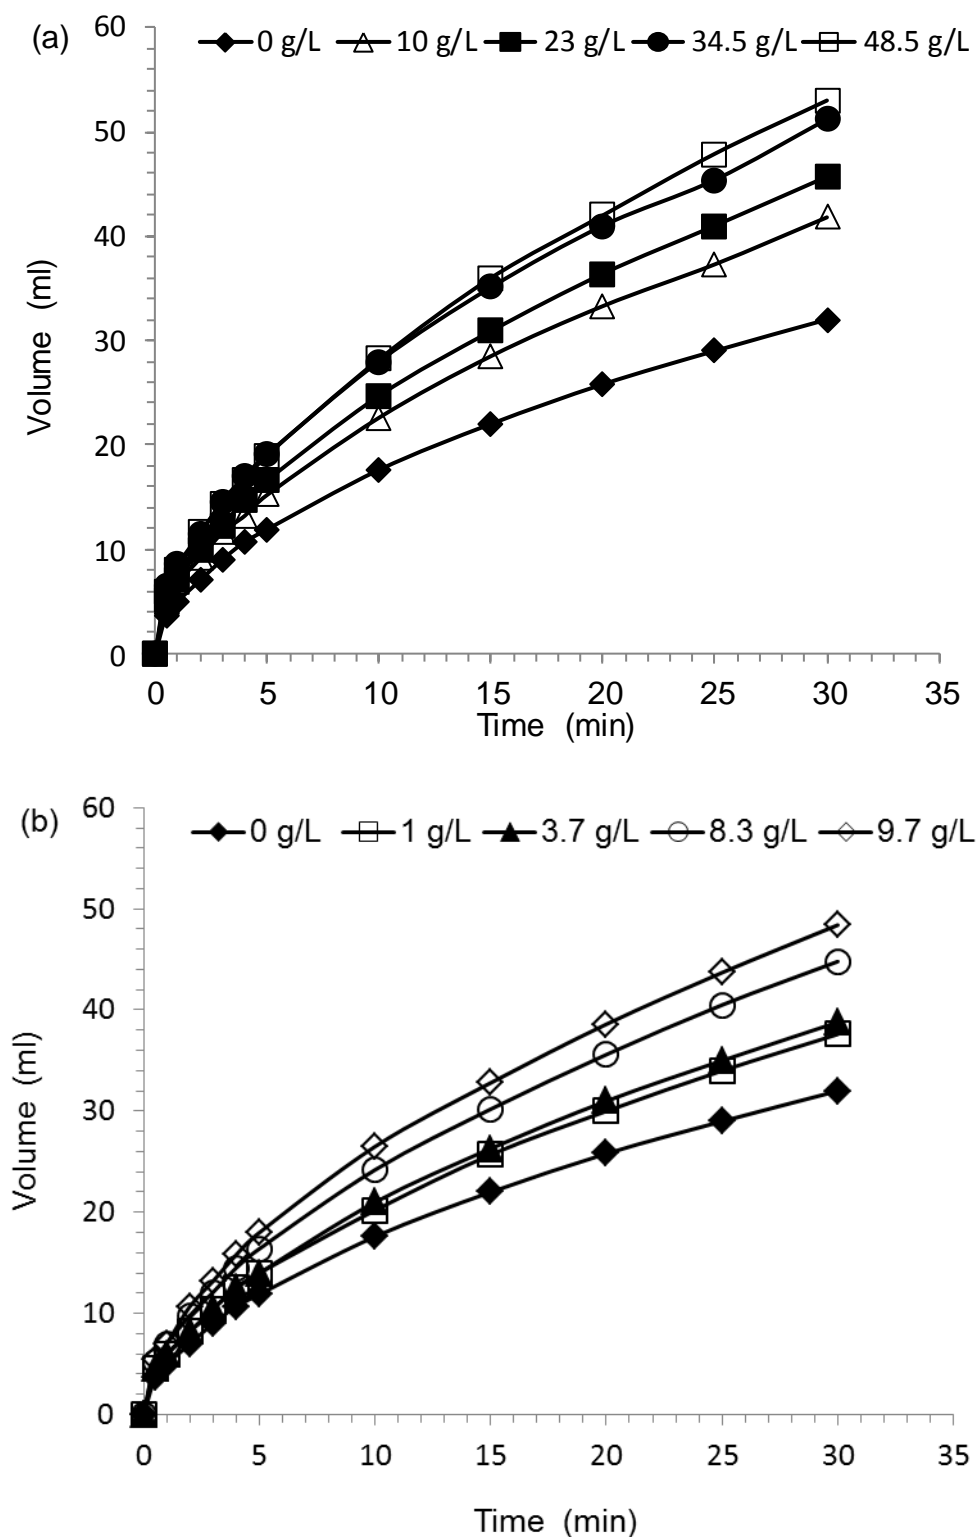 (a)
0 g/L 10 g/L 23 g/L 34.5 g/L 48.5 g/L
60
50
40
30
20
10
0
Volume (ml)
0 5 10 15 20 25 30 35
Time (min)
(b)
0 g/L 1 g/L 3.7 g/L 8.3 g/L 9.7 g/L
60
50
40
30
20
10
0
Volume (ml)
0 5 10 15 20 25 30 35
Time (min)